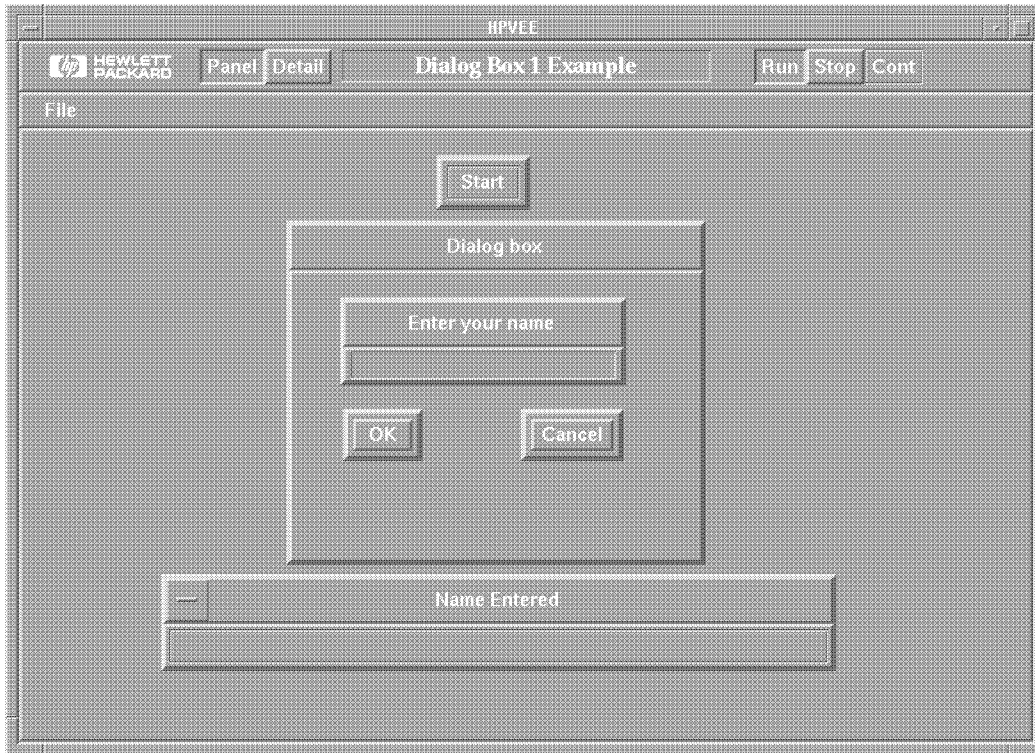 HPVEE
hp HEWLETT PACKARD Panel Detail Dialog Box 1 Example Run Stop Cont
File
Start
Dialog box
Enter your name
OK Cancel
Name Entered